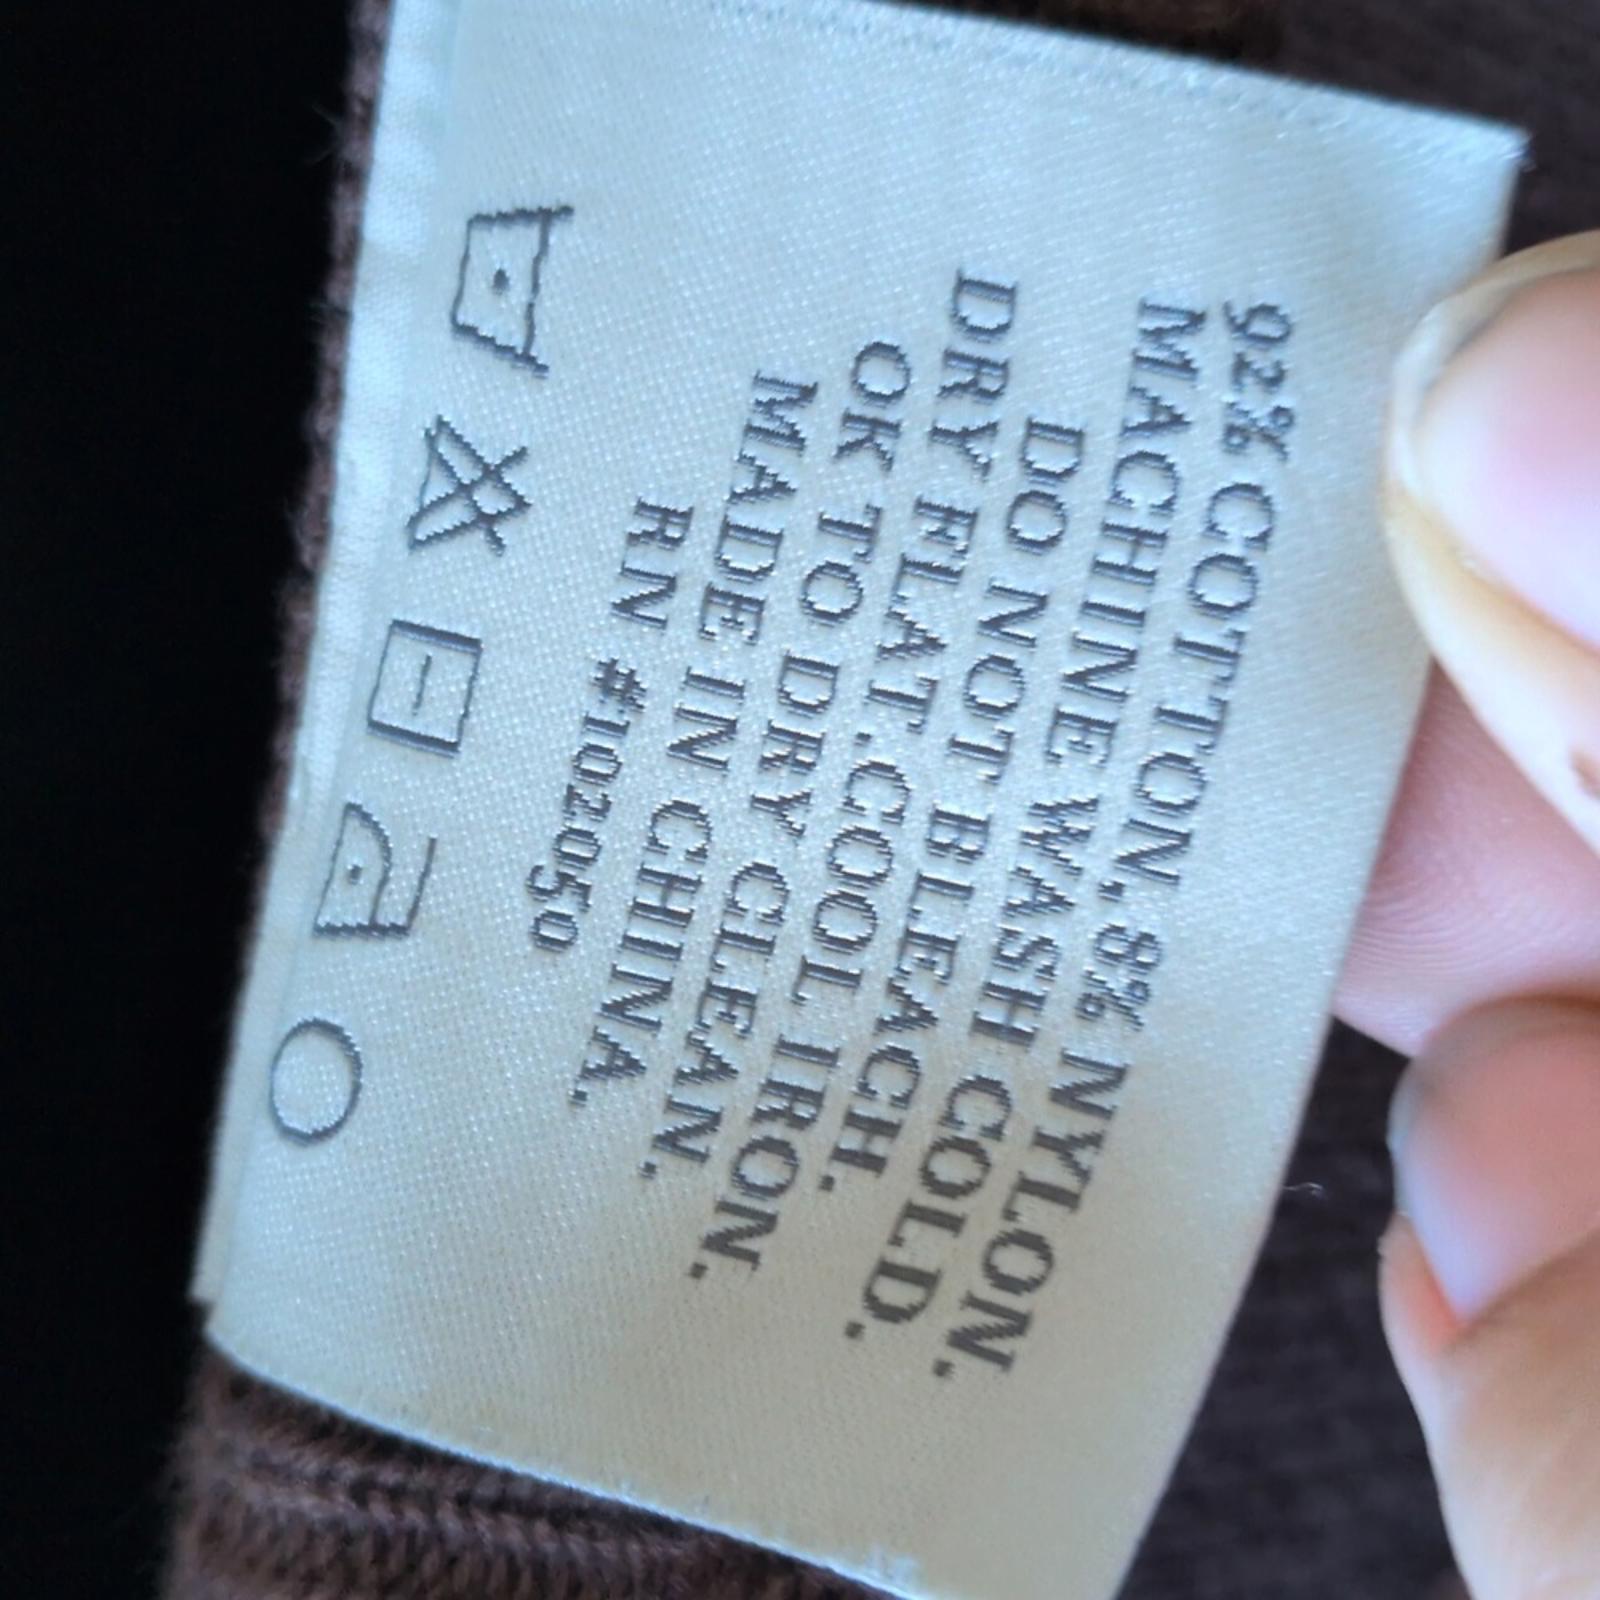 92% COTTON, 8% NYLON.
MACHINE WASH COLD.
DO NOT BLEACH.
DRY FLAT. COOL IRON.
OK TO DRY CLEAN.
MADE IN CHINA.
RN #102050